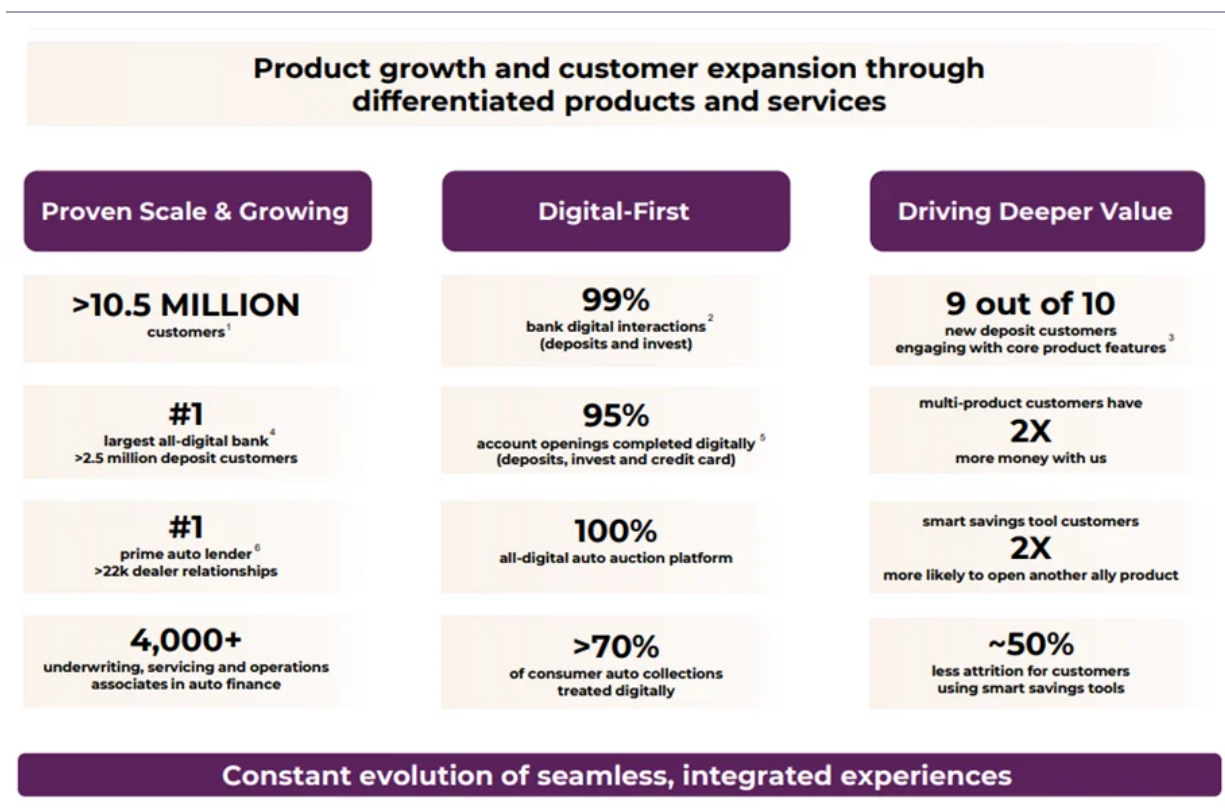 Product growth and customer expansion through
differentiated products and services
Proven Scale & Growing
>10.5 MILLION
customers¹
#1
largest all-digital bank⁴
>2.5 million deposit customers
#1
prime auto lender⁶
>22k dealer relationships
4,000+
underwriting, servicing and operations
associates in auto finance
Digital-First
99%
bank digital interactions²
(deposits and invest)
95%
account openings completed digitally⁵
(deposits, invest and credit card)
100%
all-digital auto auction platform
>70%
of consumer auto collections
treated digitally
Driving Deeper Value
9 out of 10
new deposit customers
engaging with core product features³
multi-product customers have
2X
more money with us
smart savings tool customers
2X
more likely to open another ally product
~50%
less attrition for customers
using smart savings tools
Constant evolution of seamless, integrated experiences